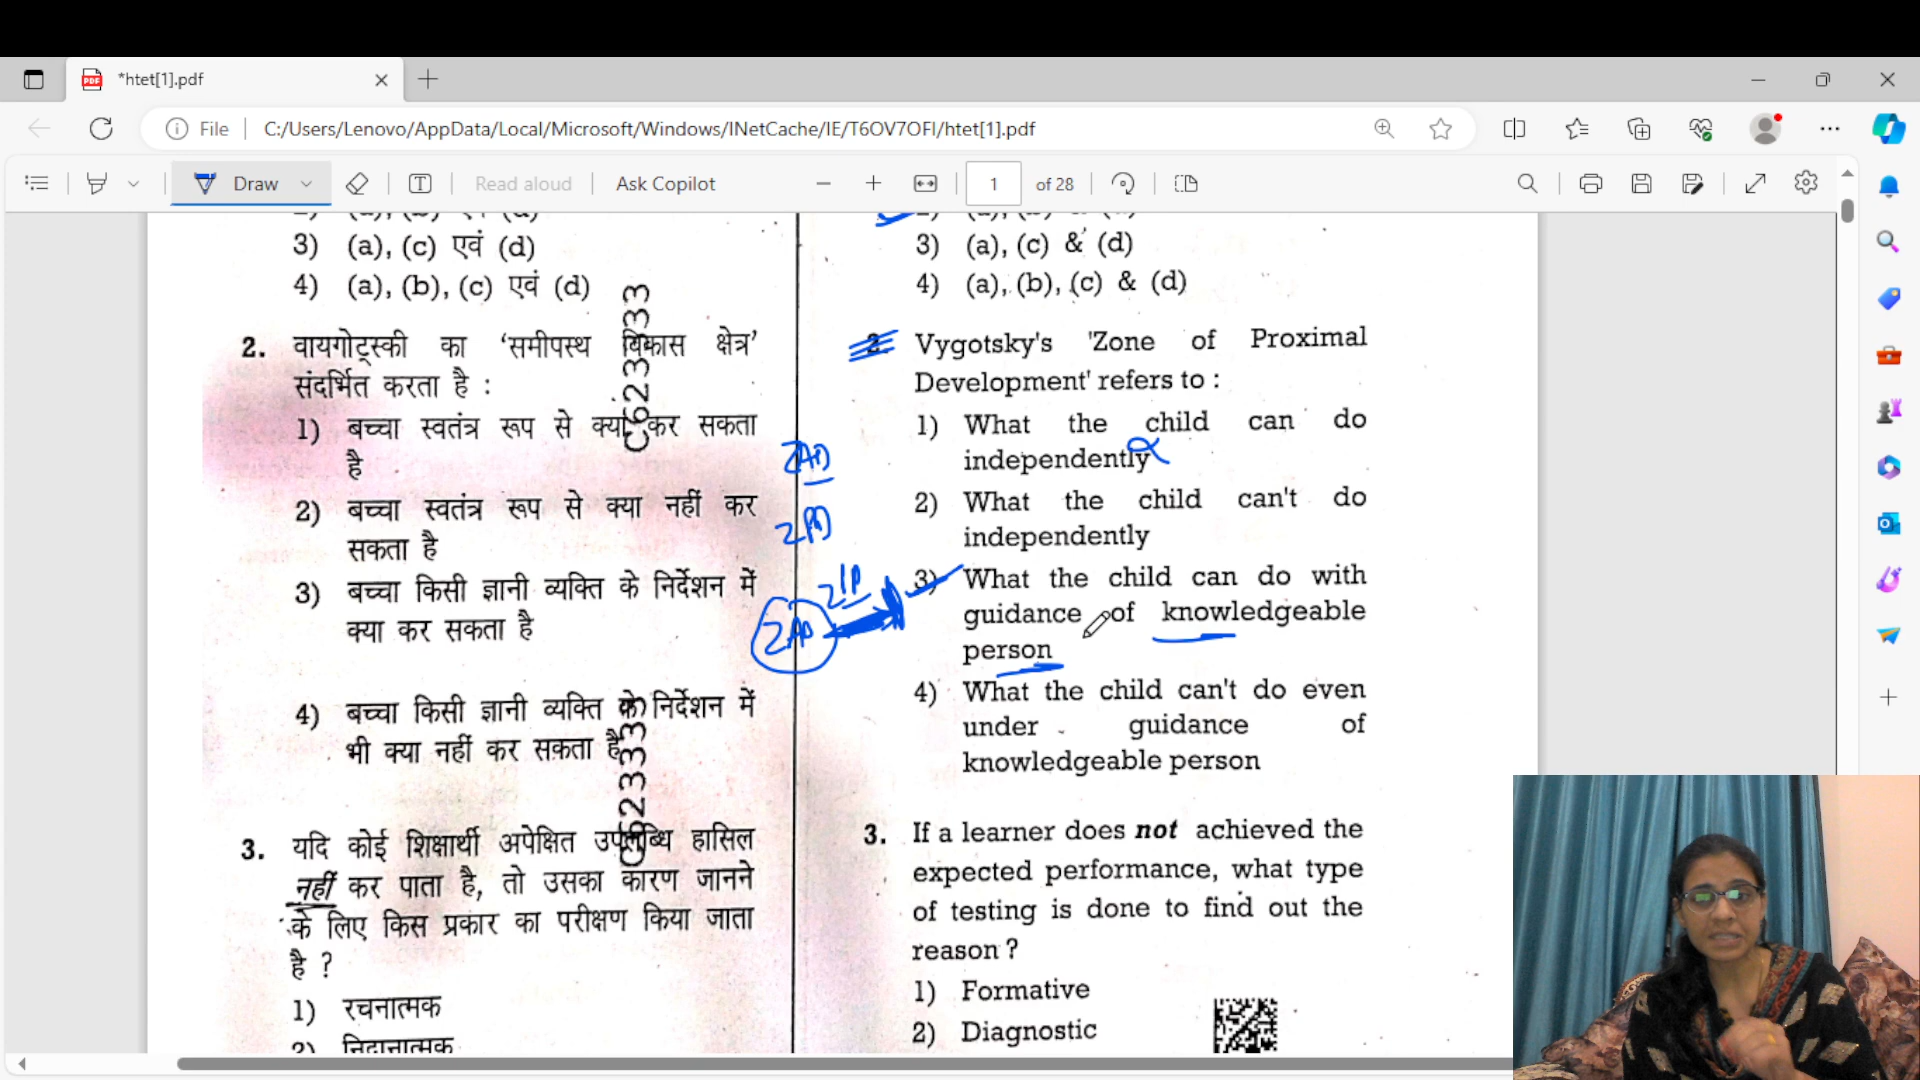 *htet[1].pdf
File
C:/Users/Lenovo/AppData/Local/Microsoft/Windows/INetCache/IE/T6OV7OFI/htet[1].pdf
Draw
Read aloud
Ask Copilot
1
of 28
3) (a), (c) एवं (d)
4) (a), (b), (c) एवं (d)
2. वायगोट्स्की का 'समीपस्थ विकास क्षेत्र'
संदर्भित करता है :
1) बच्चा स्वतंत्र रूप से क्या कर सकता
है
2) बच्चा स्वतंत्र रूप से क्या नहीं कर
सकता है
3) बच्चा किसी ज्ञानी व्यक्ति के निर्देशन में
क्या कर सकता है
4) बच्चा किसी ज्ञानी व्यक्ति के निर्देशन में
भी क्या नहीं कर सकता है
3. यदि कोई शिक्षार्थी अपेक्षित उपलब्धि हासिल
नहीं कर पाता है, तो उसका कारण जानने
के लिए किस प्रकार का परीक्षण किया जाता
है ?
1) रचनात्मक
2) निदानात्मक
C623333
C623333
3) (a), (c) & (d)
4) (a), (b), (c) & (d)
2. Vygotsky's 'Zone of Proximal
Development' refers to :
1) What the child can do
independently
2) What the child can't do
independently
3) What the child can do with
guidance of knowledgeable
person
4) What the child can't do even
under guidance of
knowledgeable person
3. If a learner does not achieved the
expected performance, what type
of testing is done to find out the
reason ?
1) Formative
2) Diagnostic